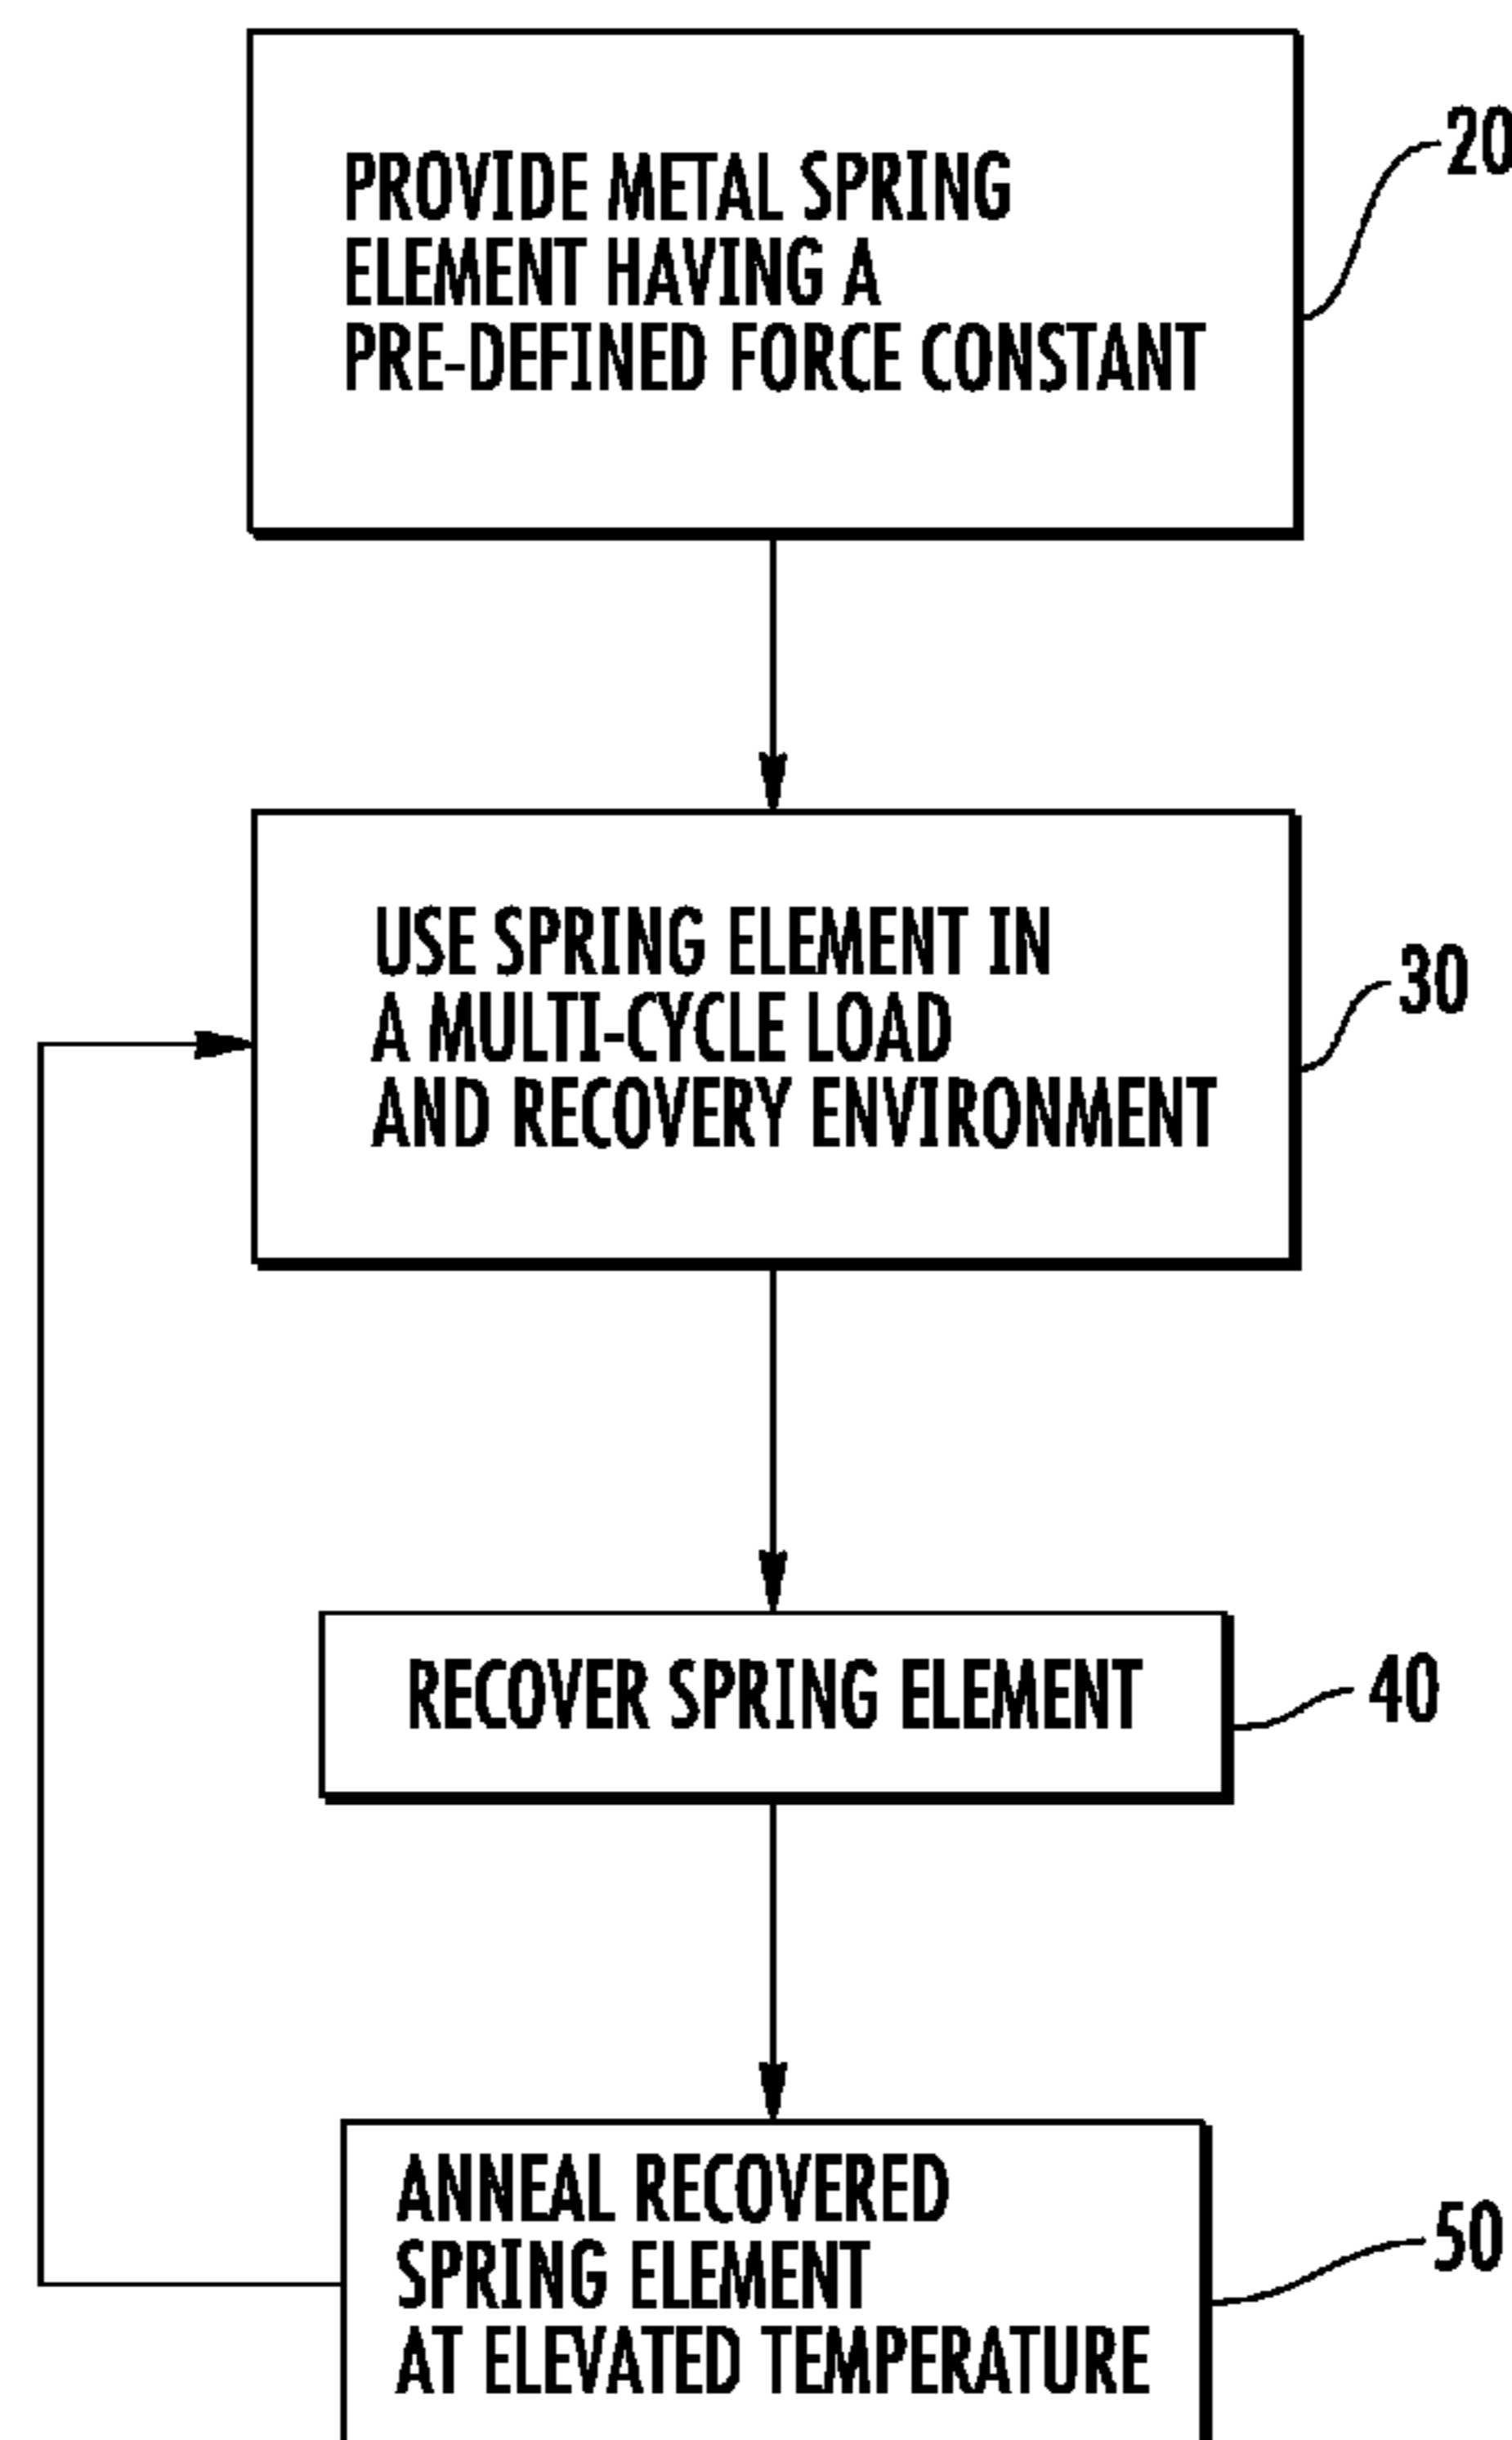 PROVIDE METAL SPRING
ELEMENT HAVING A
PRE-DEFINED FORCE CONSTANT
20
USE SPRING ELEMENT IN
A MULTI-CYCLE LOAD
AND RECOVERY ENVIRONMENT
30
RECOVER SPRING ELEMENT
40
ANNEAL RECOVERED
SPRING ELEMENT
AT ELEVATED TEMPERATURE
50